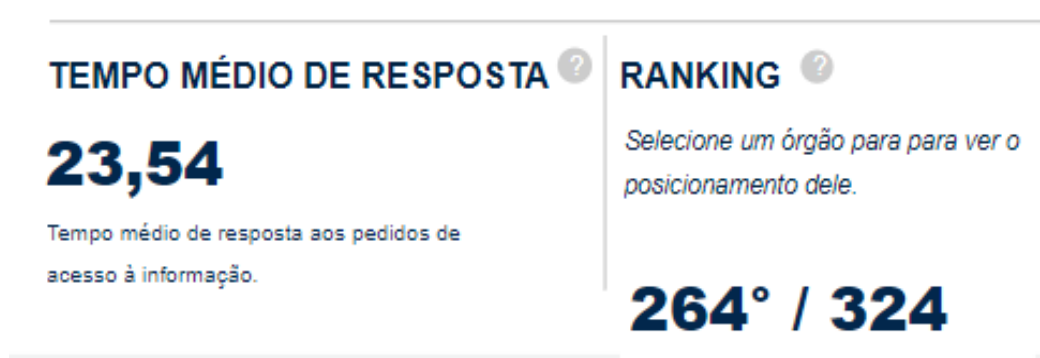 TEMPO MÉDIO DE RESPOSTA ?
23,54
Tempo médio de resposta aos pedidos de
acesso à informação.
RANKING ?
Selecione um órgão para para ver o
posicionamento dele.
264° / 324